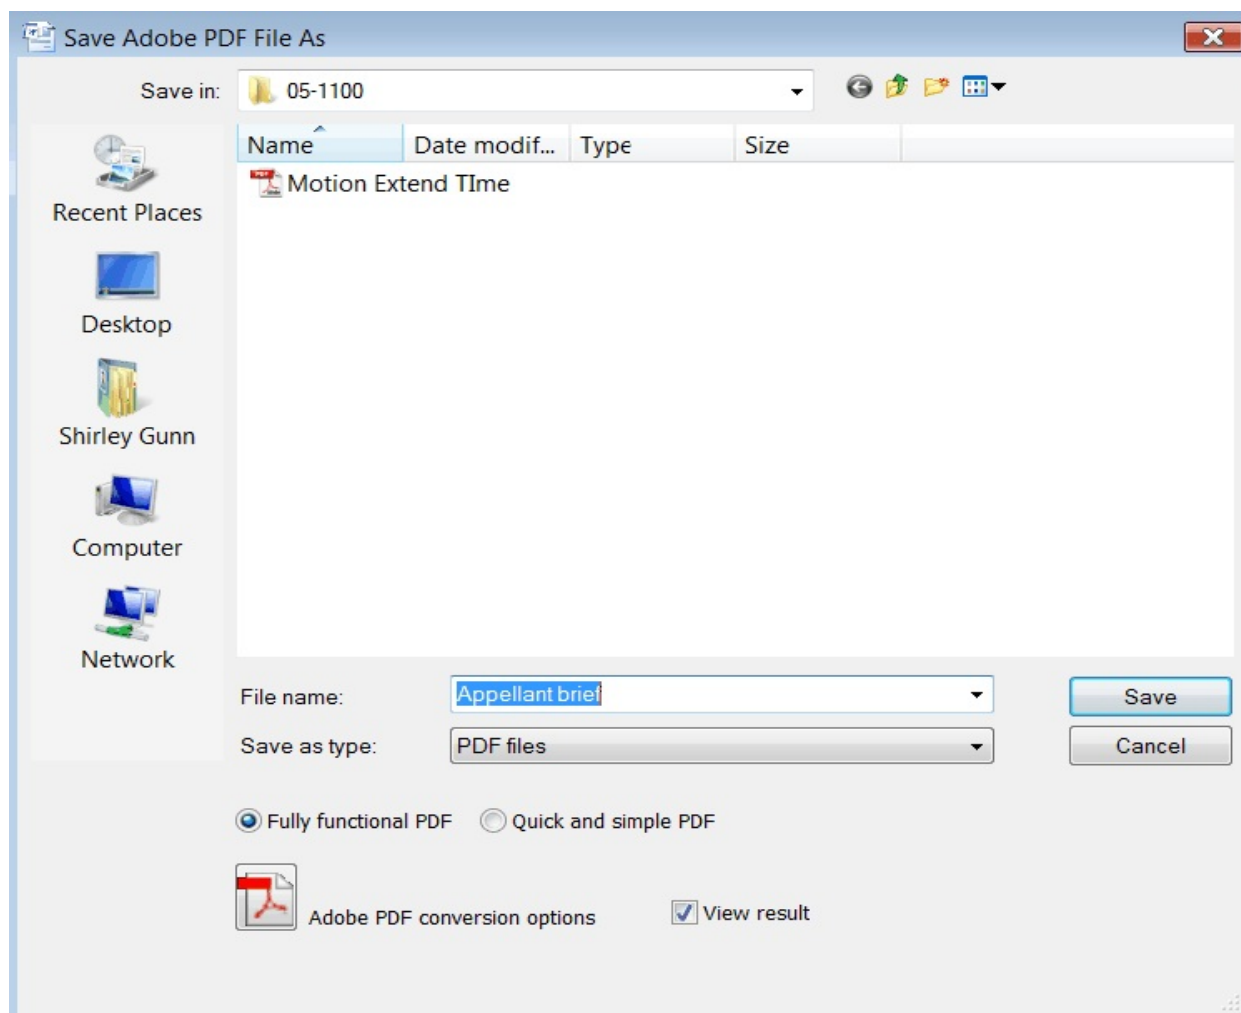 Save Adobe PDF File As
Save in: 05-1100
Name Date modif... Type Size
Motion Extend TIme
Recent Places
Desktop
Shirley Gunn
Computer
Network
File name: Appellant brief Save
Save as type: PDF files Cancel
Fully functional PDF Quick and simple PDF
Adobe PDF conversion options View result